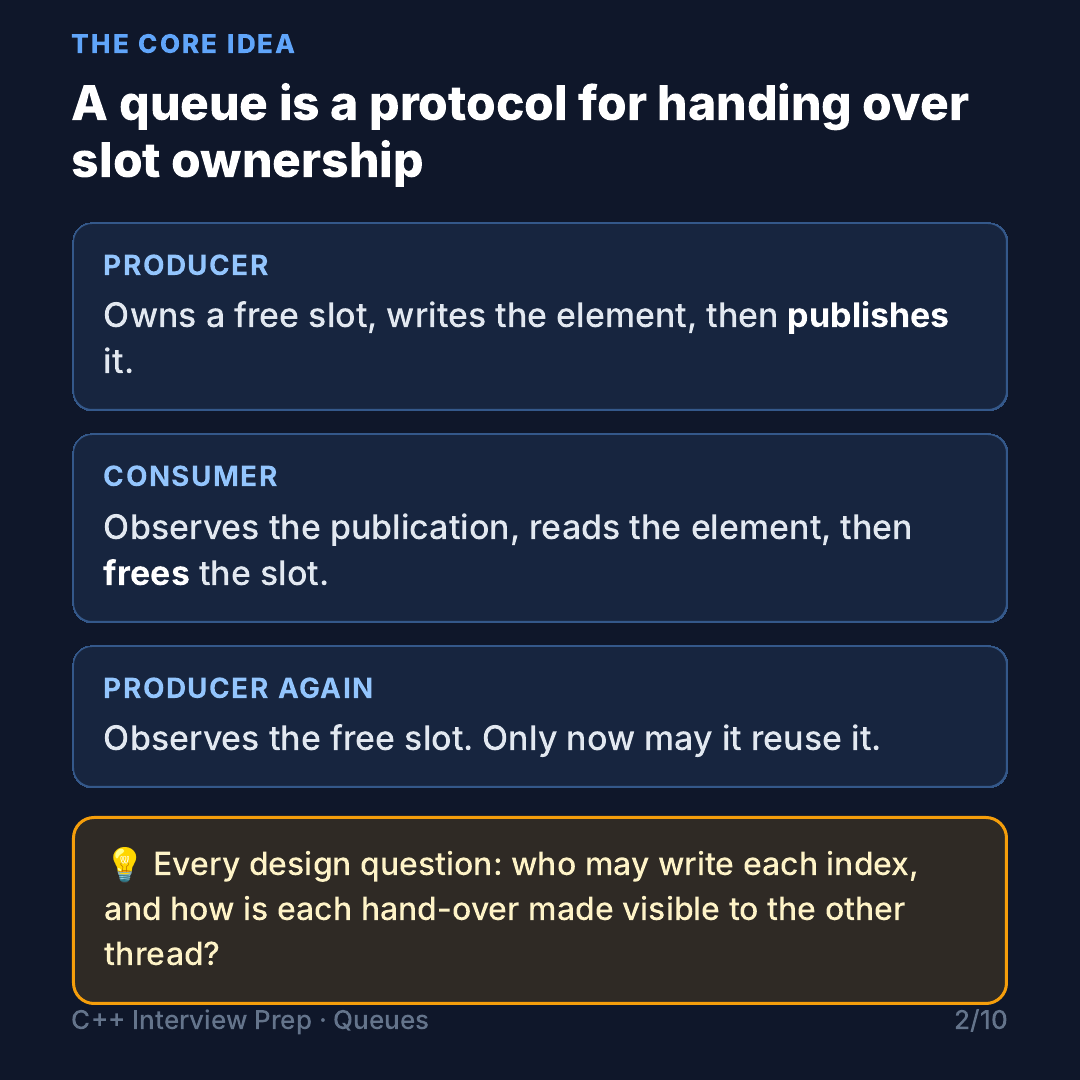 THE CORE IDEA
A queue is a protocol for handing over
slot ownership
PRODUCER
Owns a free slot, writes the element, then publishes
it.
CONSUMER
Observes the publication, reads the element, then
frees the slot.
PRODUCER AGAIN
Observes the free slot. Only now may it reuse it.
💡 Every design question: who may write each index,
and how is each hand-over made visible to the other
thread?
C++ Interview Prep · Queues
2/10